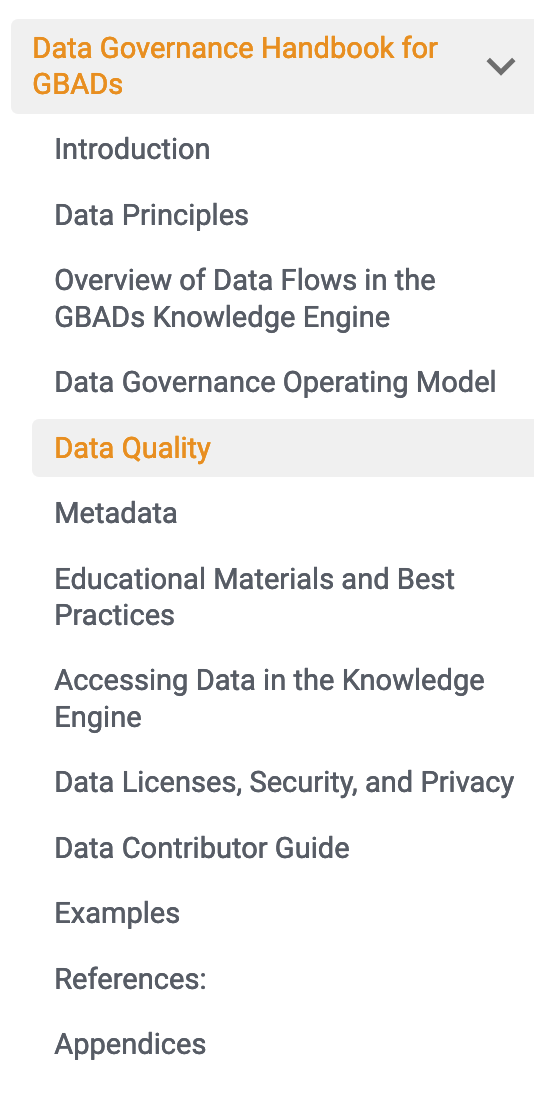 Data Governance Handbook for
GBADs
Introduction
Data Principles
Overview of Data Flows in the
GBADs Knowledge Engine
Data Governance Operating Model
Data Quality
Metadata
Educational Materials and Best
Practices
Accessing Data in the Knowledge
Engine
Data Licenses, Security, and Privacy
Data Contributor Guide
Examples
References:
Appendices